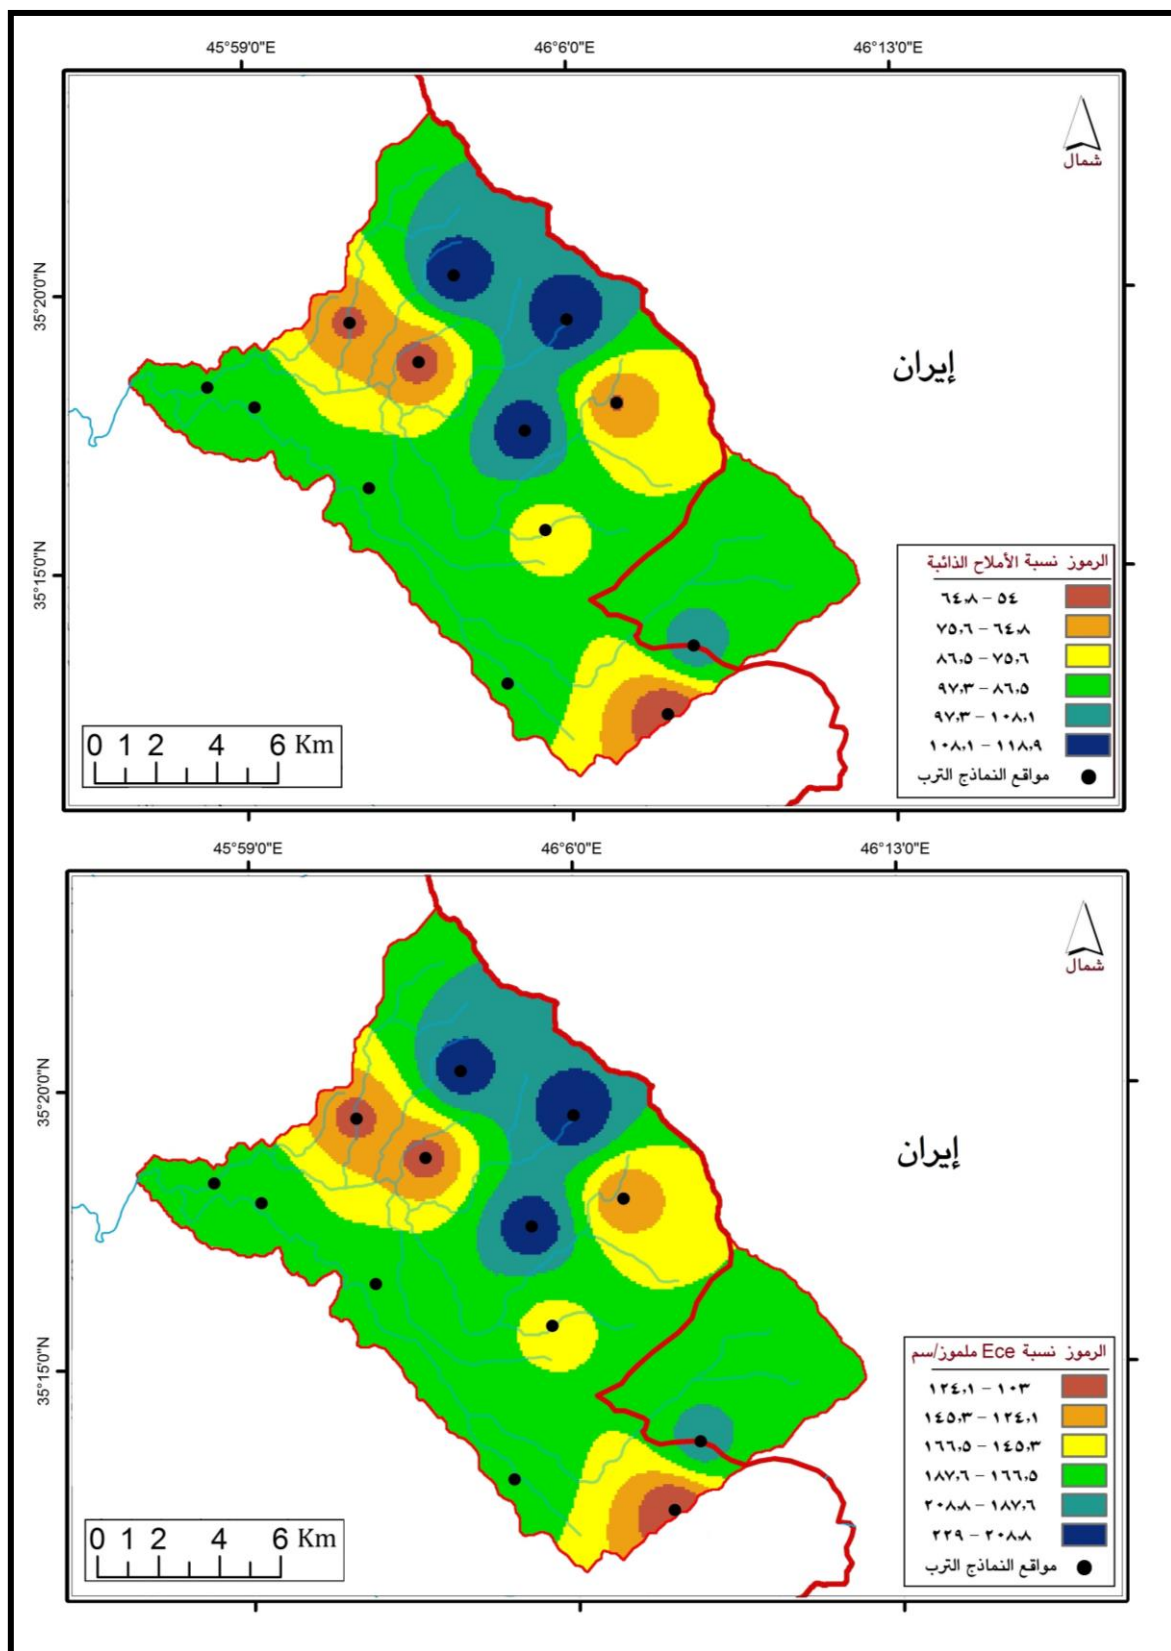 45°59'0"E 46°6'0"E 46°13'0"E
شمال
35°20'0"N
إيران
35°15'0"N
الرموز نسبة الأملاح الذائبة
٥٤ – ٦٤,٨
٦٤,٨ – ٧٥,٦
٧٥,٦ – ٨٦,٥
٨٦,٥ – ٩٧,٣
٩٧,٣ – ١٠٨,١
١٠٨,١ – ١١٨,٩
مواقع النماذج الترب
0 1 2 4 6 Km
45°59'0"E 46°6'0"E 46°13'0"E
شمال
35°20'0"N
إيران
35°15'0"N
الرموز نسبة Ece ملموز/سم
١٠٣ – ١٢٤,١
١٢٤,١ – ١٤٥,٣
١٤٥,٣ – ١٦٦,٥
١٦٦,٥ – ١٨٧,٦
١٨٧,٦ – ٢٠٨,٨
٢٠٨,٨ – ٢٢٩
مواقع النماذج الترب
0 1 2 4 6 Km